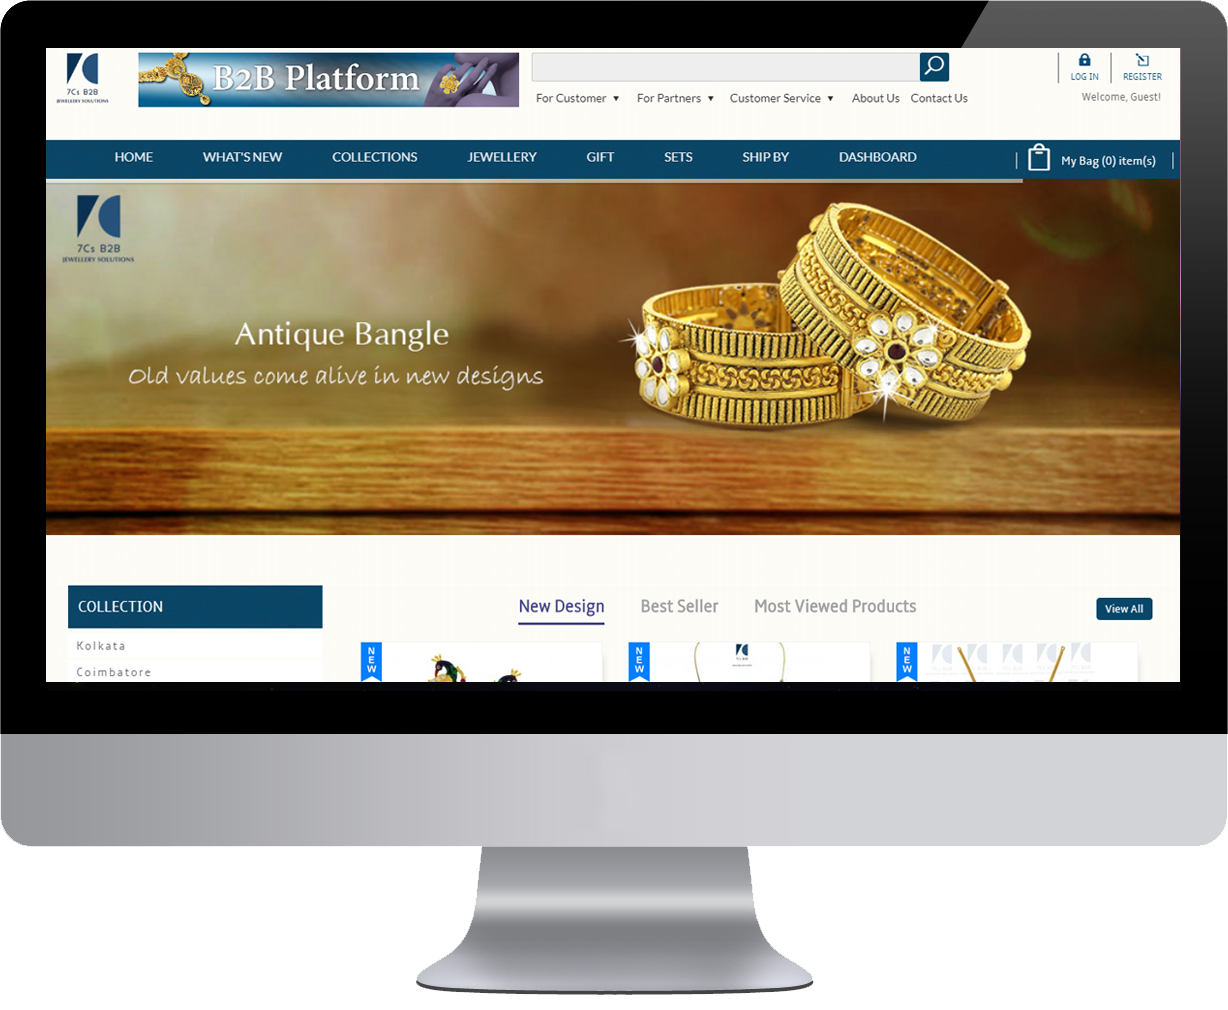 7Cs B2B
JEWELLERY SOLUTIONS
B2B Platform
For Customer ▼ For Partners ▼ Customer Service ▼ About Us Contact Us
LOG IN REGISTER
Welcome, Guest!
HOME WHAT'S NEW COLLECTIONS JEWELLERY GIFT SETS SHIP BY DASHBOARD
My Bag (0) item(s)
7Cs B2B
JEWELLERY SOLUTIONS
Antique Bangle
Old values come alive in new designs
COLLECTION
New Design Best Seller Most Viewed Products View All
Kolkata
Coimbatore
NEW
NEW
7Cs B2B
NEW